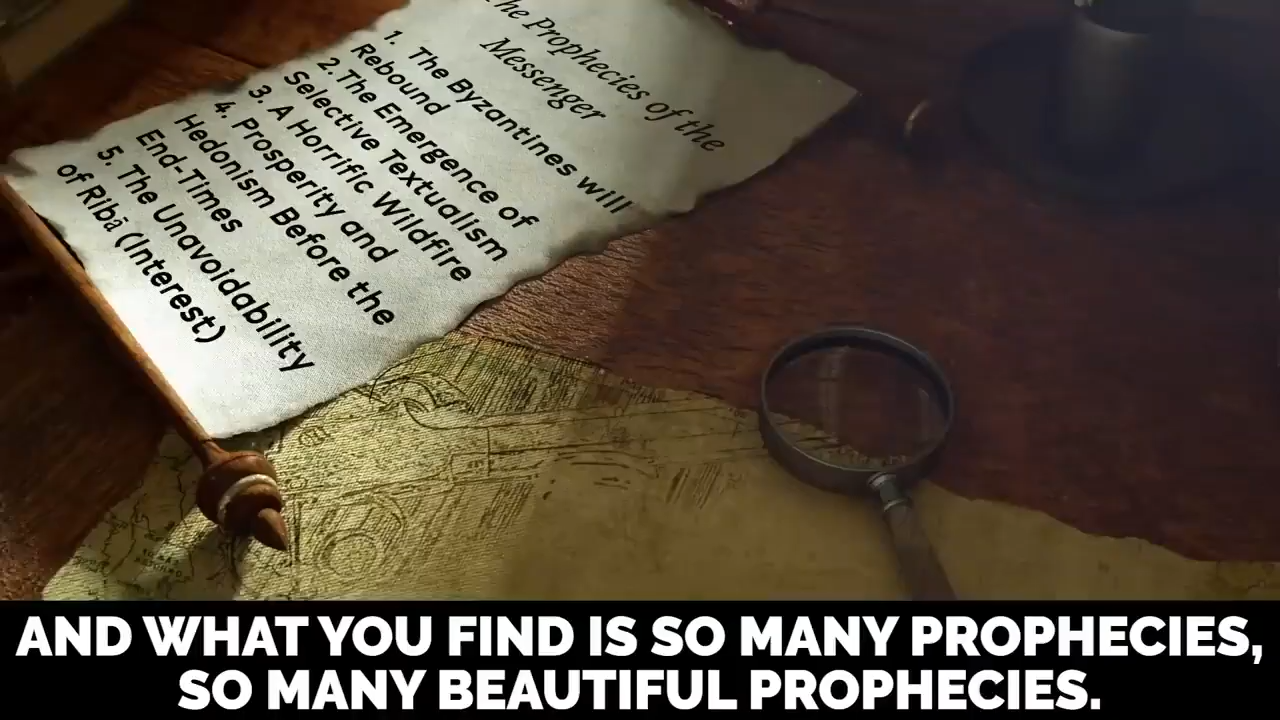 The Prophecies of the
Messenger
1. The Byzantines will
Rebound
2.The Emergence of
Selective Textualism
3. A Horrific Wildfire
4. Prosperity and
Hedonism Before the
End-Times
5. The Unavoidability
of Ribā (Interest)
AND WHAT YOU FIND IS SO MANY PROPHECIES,
SO MANY BEAUTIFUL PROPHECIES.